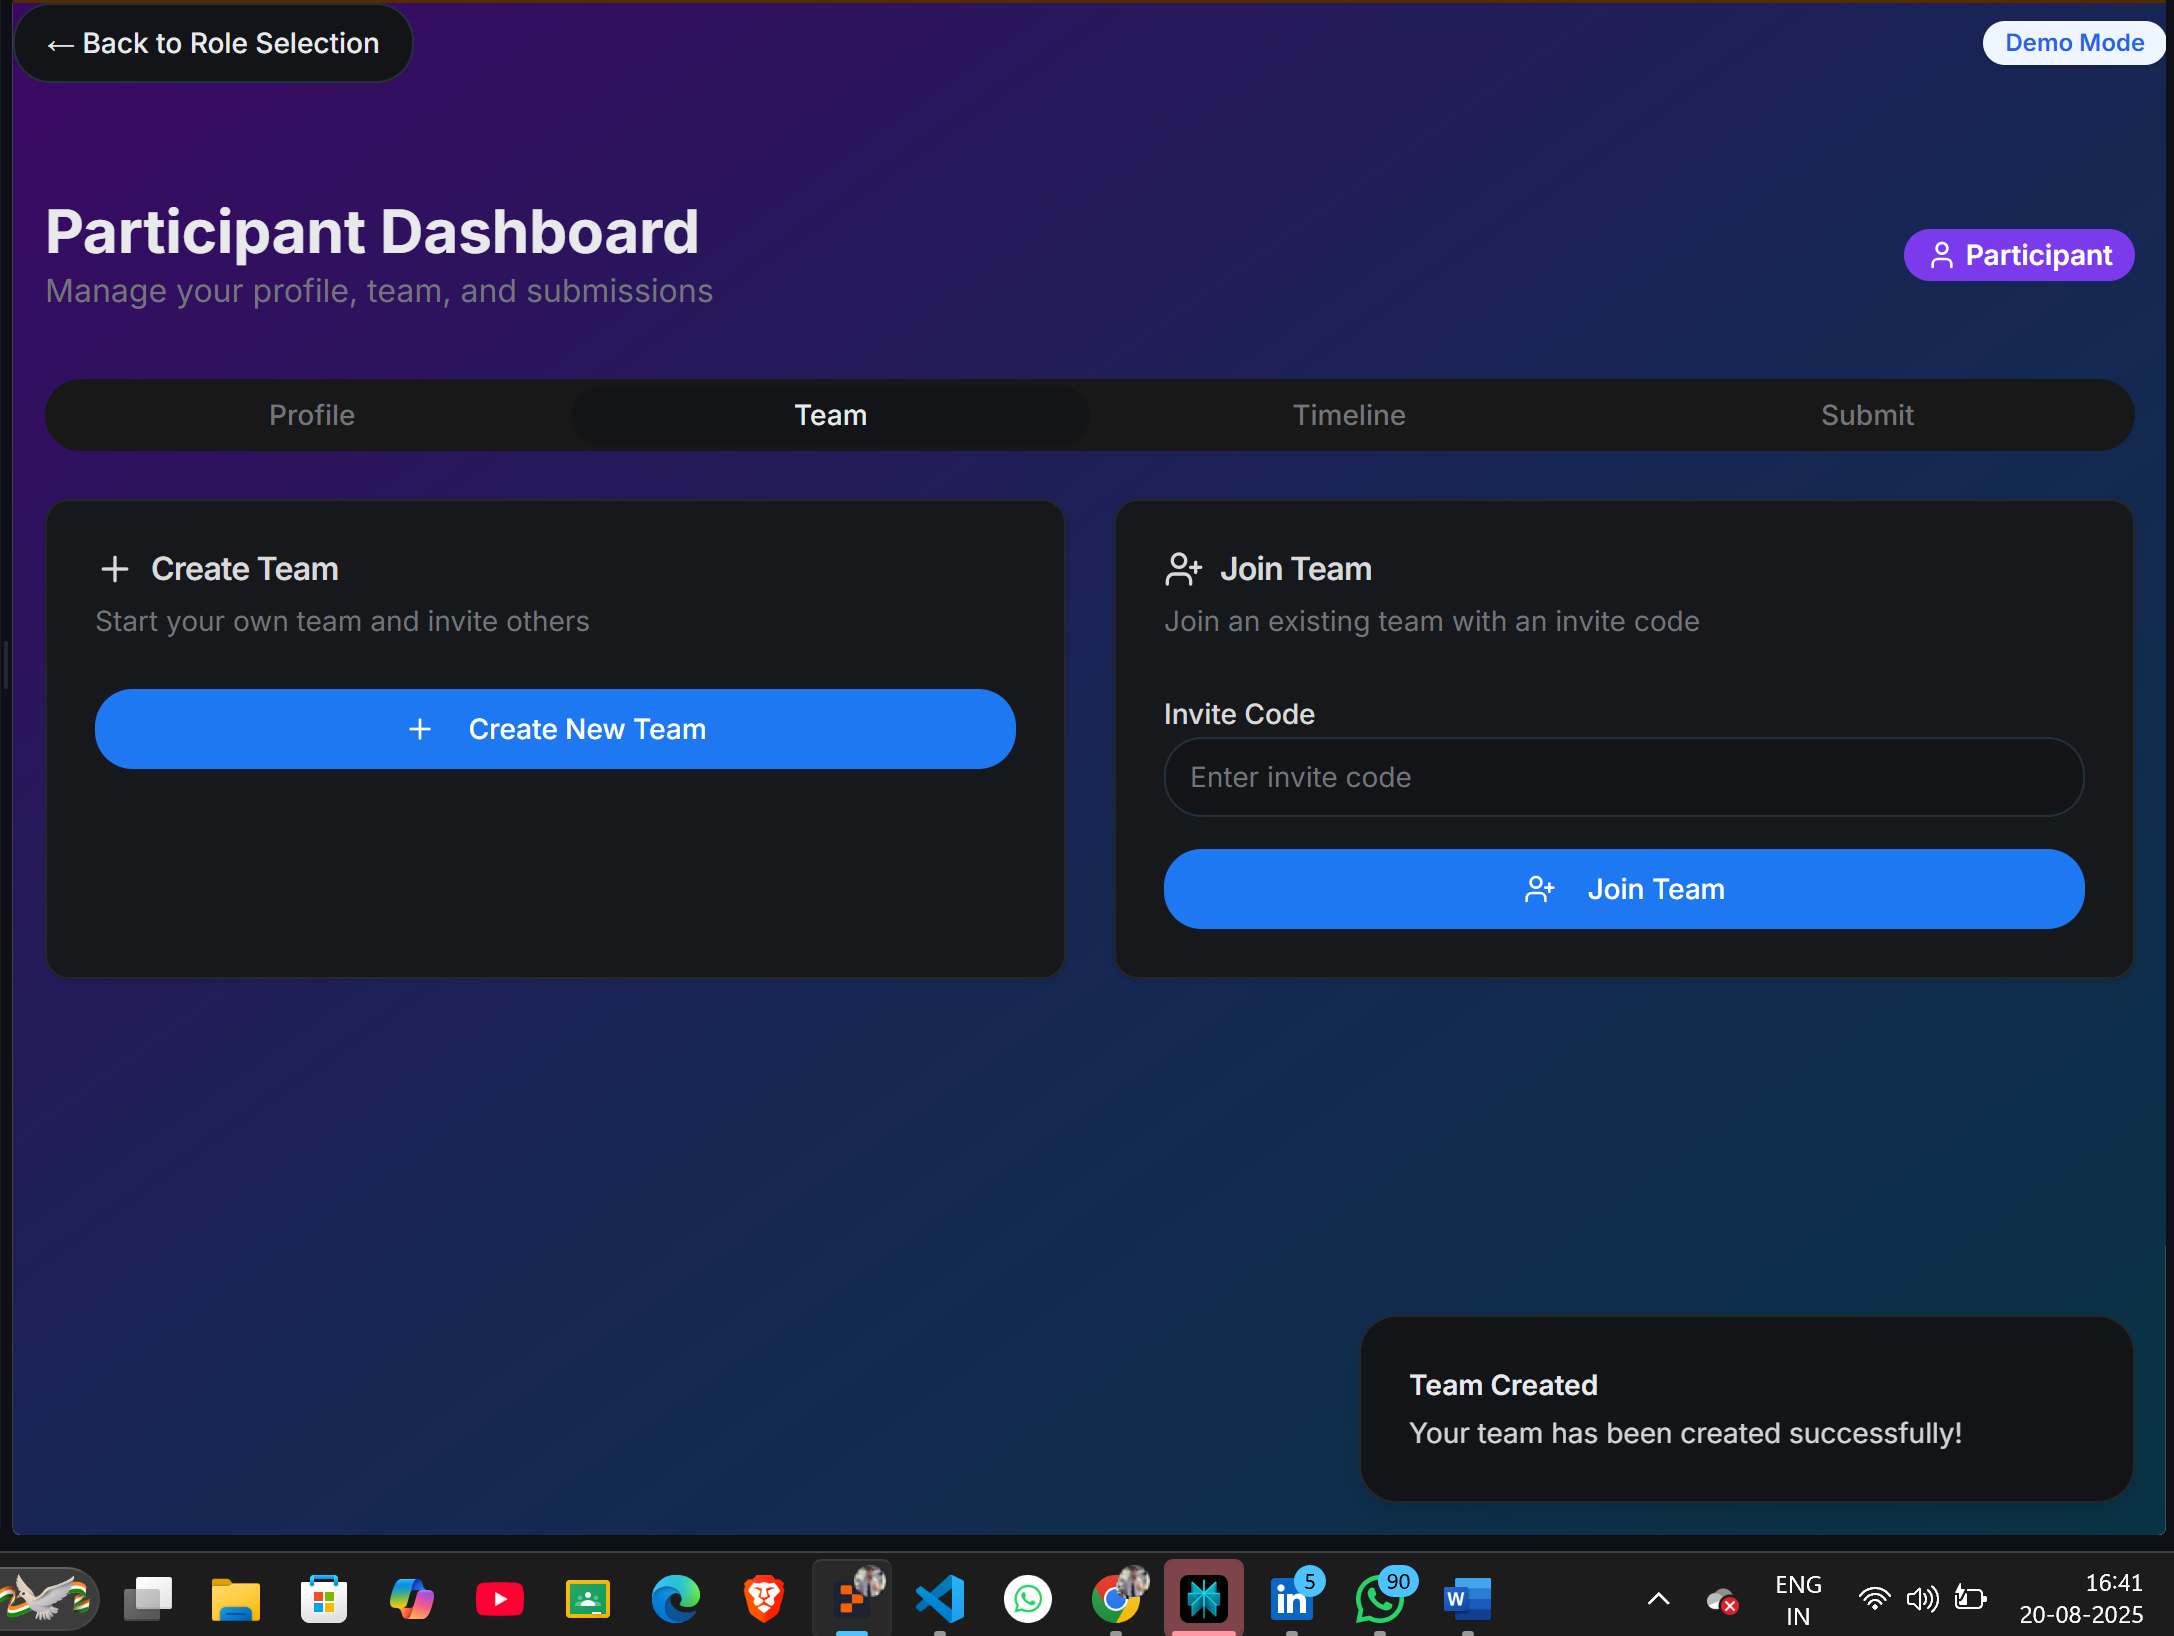 ← Back to Role Selection
Demo Mode
Participant Dashboard
Manage your profile, team, and submissions
Participant
Profile
Team
Timeline
Submit
Create Team
Start your own team and invite others
Create New Team
Join Team
Join an existing team with an invite code
Invite Code
Enter invite code
Join Team
Team Created
Your team has been created successfully!
in
5
90
W
ENG
IN
16:41
20-08-2025